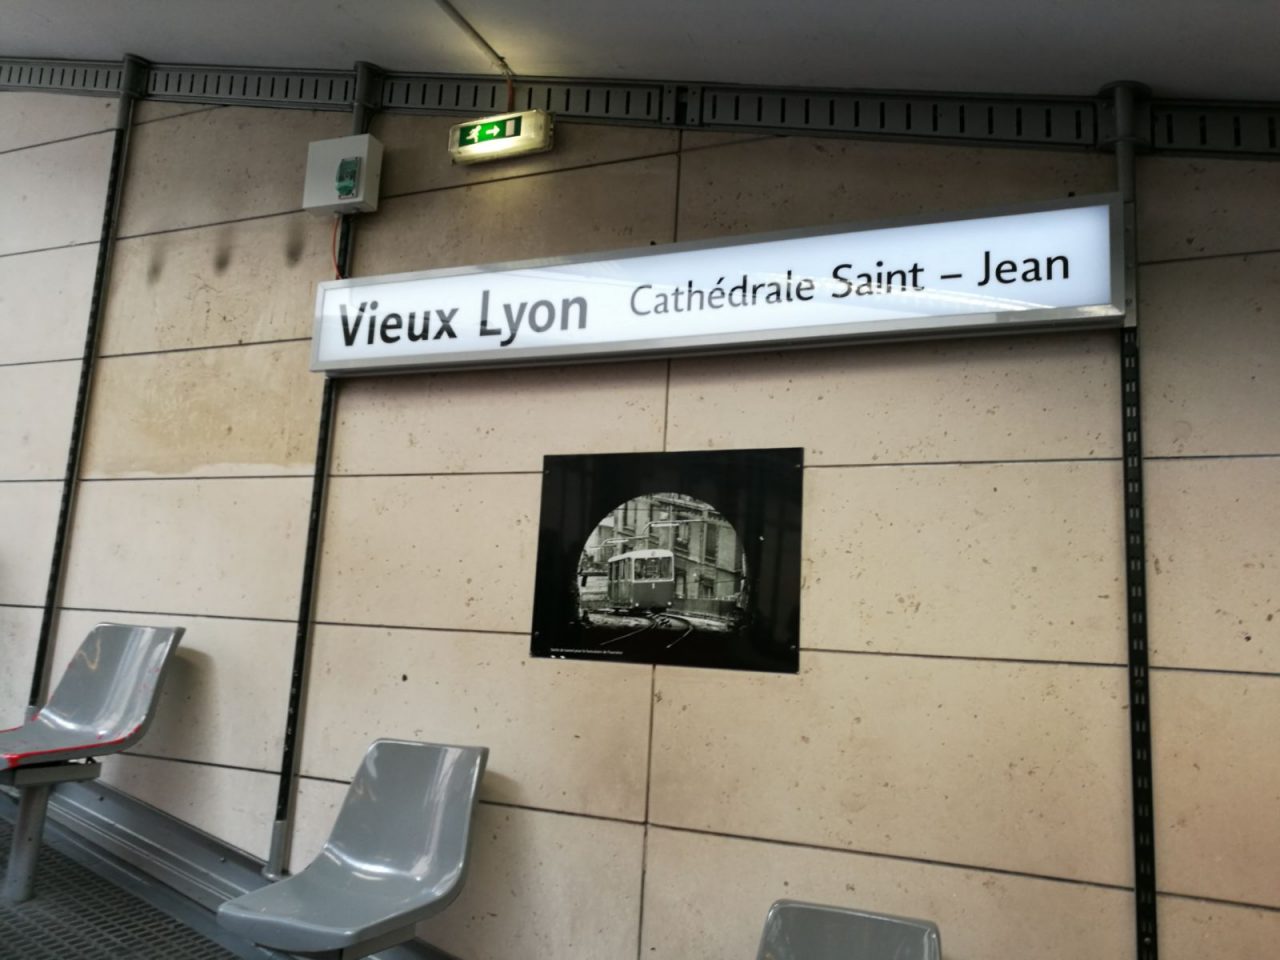 Vieux Lyon Cathédrale Saint – Jean